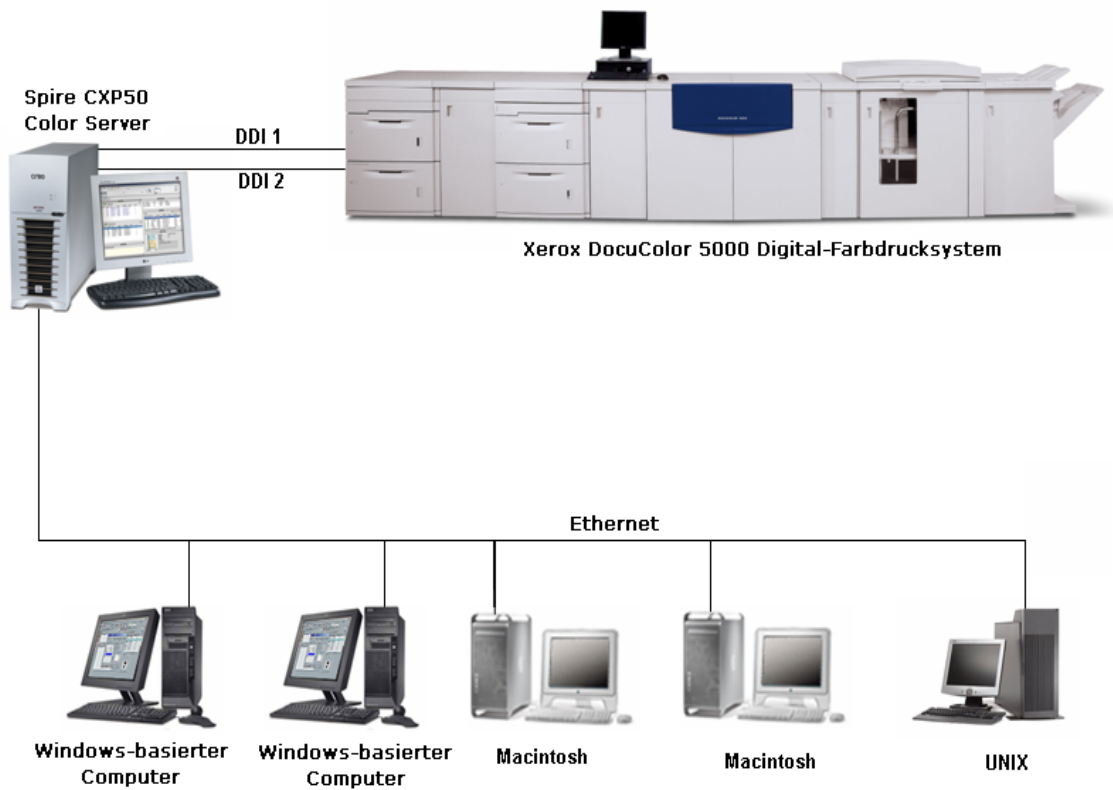 Spire CXP50
Color Server
DDI 1
DDI 2
Xerox DocuColor 5000 Digital-Farbdrucksystem
Ethernet
Windows-basierter
Computer
Windows-basierter
Computer
Macintosh
Macintosh
UNIX